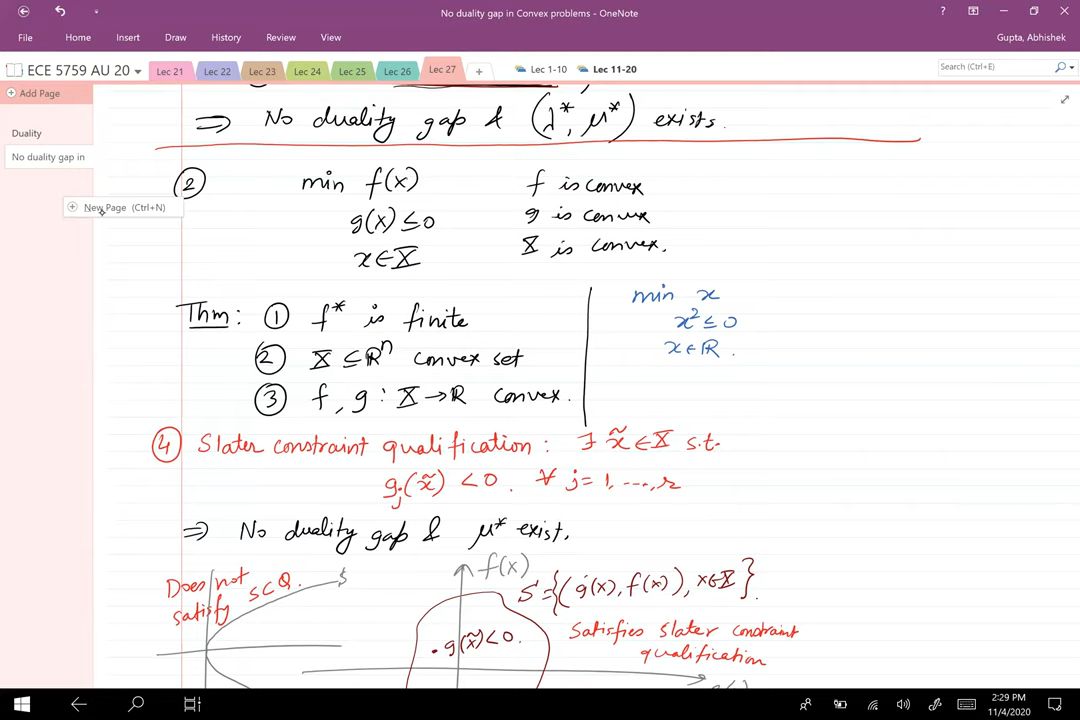 No duality gap in Convex problems - OneNote
Gupta, Abhishek
File Home Insert Draw History Review View
ECE 5759 AU 20
Lec 21 Lec 22 Lec 23 Lec 24 Lec 25 Lec 26 Lec 27
Lec 1-10 Lec 11-20
Search (Ctrl+E)
Add Page
Duality
No duality gap in
New Page (Ctrl+N)
⇒ No duality gap & (λ*, μ*) exists.
② min f(x) f is convex
g(x) ≤ 0 g is convex
x ∈ X X is convex.
Thm: ① f* is finite
② X ⊆ ℝⁿ convex set
③ f, g : X → ℝ convex.
min x
x² ≤ 0
x ∈ ℝ.
④ Slater constraint qualification : ∃ x̃ ∈ X s.t.
gⱼ(x̃) < 0. ∀ j = 1, ..., r
⇒ No duality gap & μ* exist.
Does not
satisfy SCQ.
S
f(x)
S = {(g(x), f(x)), x ∈ X}.
g(x̃) < 0.
Satisfies slater constraint
qualification
2:29 PM
11/4/2020